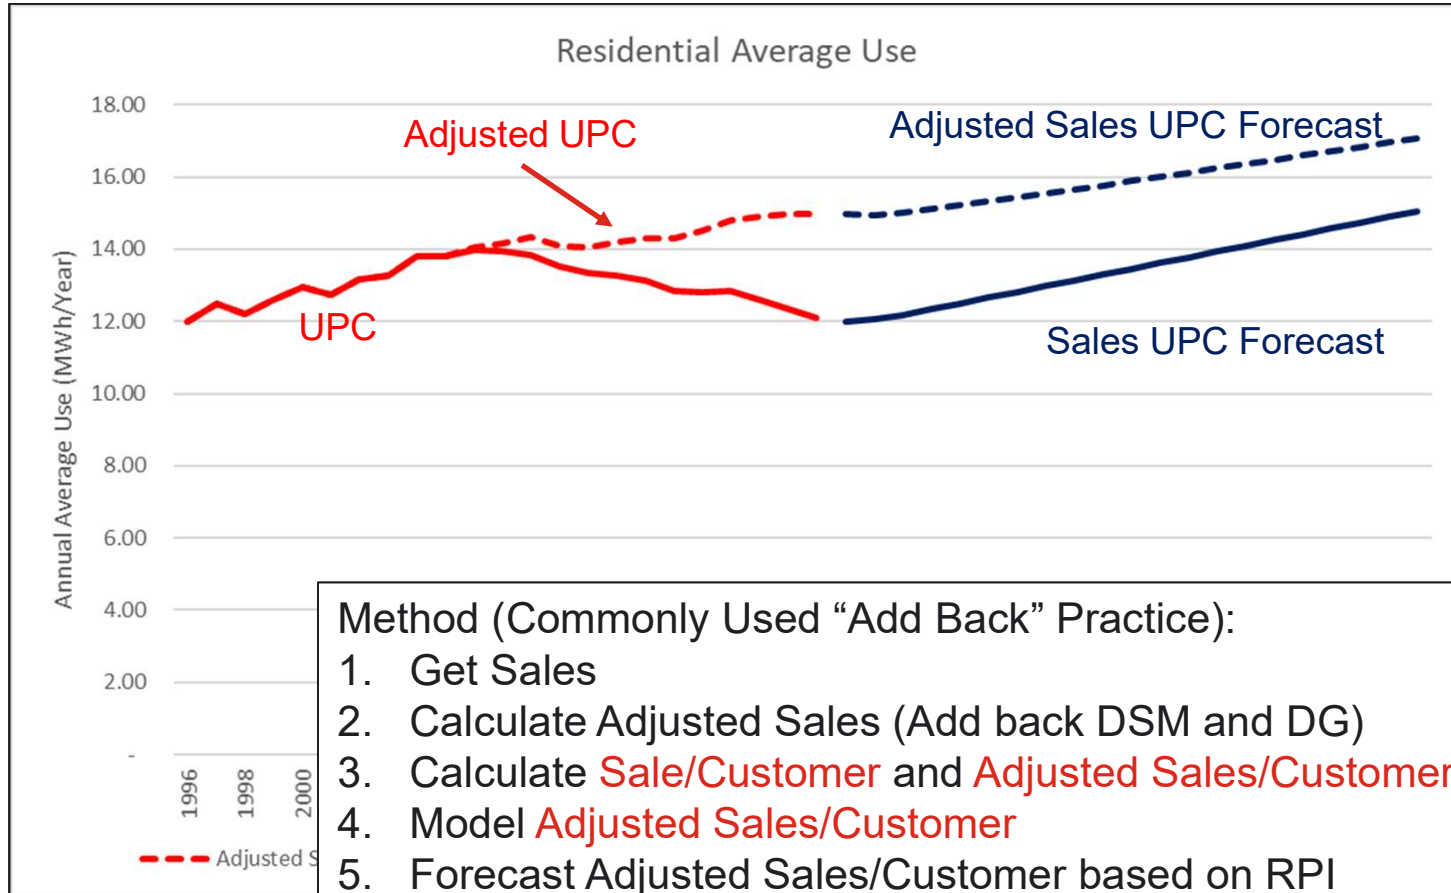 Residential Average Use
Annual Average Use (MWh/Year)
18.00
16.00
14.00
12.00
10.00
8.00
6.00
4.00
2.00
-
1996
1998
2000
Adjusted UPC
Adjusted Sales UPC Forecast
UPC
Sales UPC Forecast
Adjusted S
Method (Commonly Used “Add Back” Practice):
1. Get Sales
2. Calculate Adjusted Sales (Add back DSM and DG)
3. Calculate Sale/Customer and Adjusted Sales/Customer
4. Model Adjusted Sales/Customer
5. Forecast Adjusted Sales/Customer based on RPI